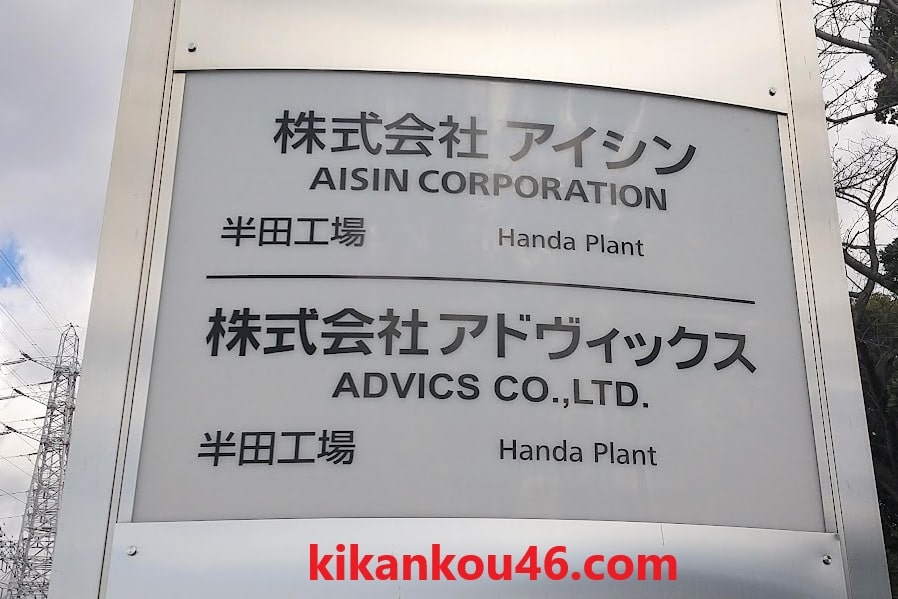 株式会社 アイシン
AISIN CORPORATION
半田工場 Handa Plant
株式会社アドヴィックス
ADVICS CO.,LTD.
半田工場 Handa Plant
kikankou46.com